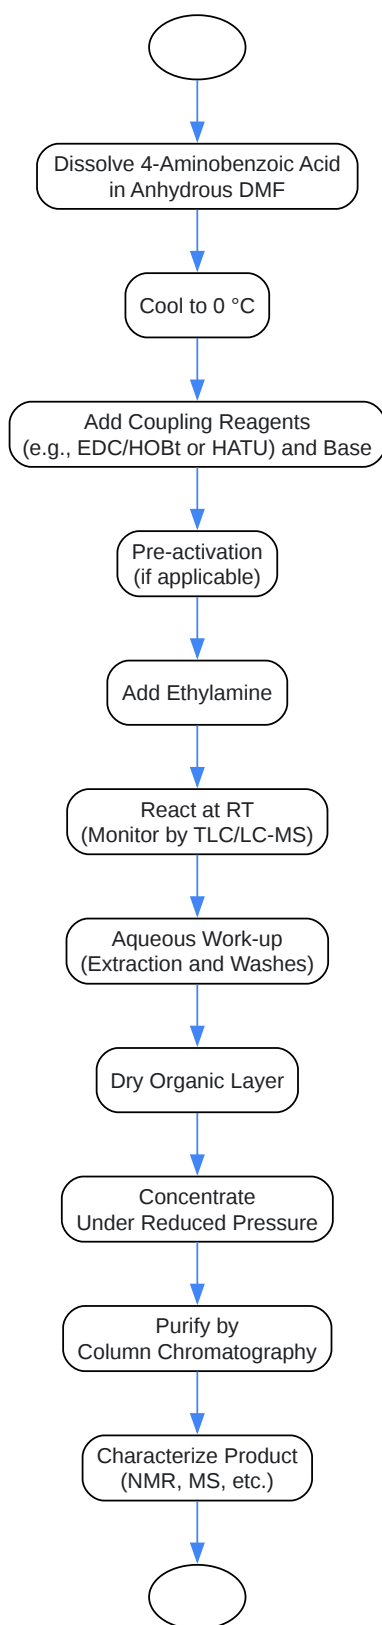 Dissolve 4-Aminobenzoic Acid
in Anhydrous DMF
Cool to 0 °C
Add Coupling Reagents
(e.g., EDC/HOBt or HATU) and Base
Pre-activation
(if applicable)
Add Ethylamine
React at RT
(Monitor by TLC/LC-MS)
Aqueous Work-up
(Extraction and Washes)
Dry Organic Layer
Concentrate
Under Reduced Pressure
Purify by
Column Chromatography
Characterize Product
(NMR, MS, etc.)